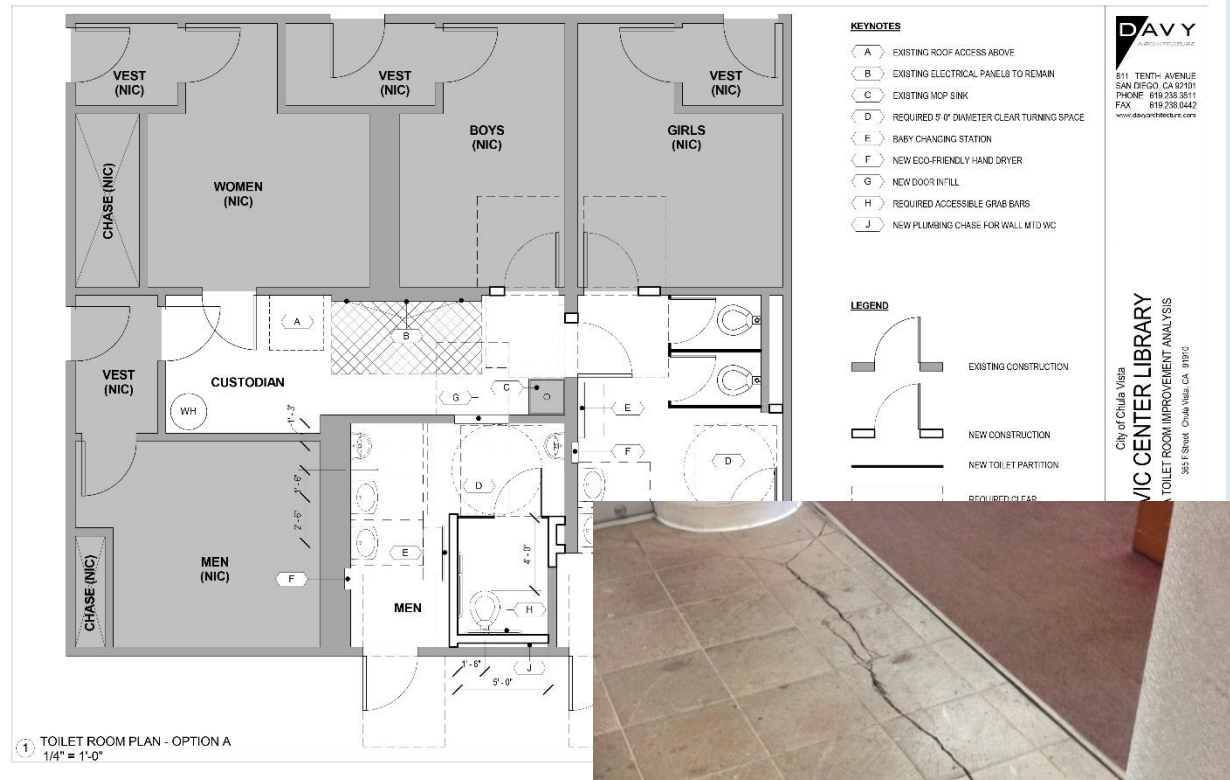 VEST
(NIC)
VEST
(NIC)
VEST
(NIC)
BOYS
(NIC)
GIRLS
(NIC)
CHASE (NIC)
WOMEN
(NIC)
A
B
VEST
(NIC)
CUSTODIAN
C
G
WH
E
1'- 3"
F
D
D
1'- 6"
2'- 6"
E
4'- 0"
MEN
(NIC)
CHASE (NIC)
F
MEN
H
J
1'- 6"
5'- 0"
1 TOILET ROOM PLAN - OPTION A
1/4" = 1'-0"
KEYNOTES
A EXISTING ROOF ACCESS ABOVE
B EXISTING ELECTRICAL PANELS TO REMAIN
C EXISTING MOP SINK
D REQUIRED 5'-0" DIAMETER CLEAR TURNING SPACE
E BABY CHANGING STATION
F NEW ECO-FRIENDLY HAND DRYER
G NEW DOOR INFILL
H REQUIRED ACCESSIBLE GRAB BARS
J NEW PLUMBING CHASE FOR WALL MTD WC
LEGEND
EXISTING CONSTRUCTION
NEW CONSTRUCTION
NEW TOILET PARTITION
REQUIRED CLEAR
DAVY
ARCHITECTURE
811 TENTH AVENUE
SAN DIEGO, CA 92101
PHONE 619.238.3811
FAX 619.238.0442
www.davyarchitecture.com
City of Chula Vista
VIC CENTER LIBRARY
TOILET ROOM IMPROVEMENT ANALYSIS
365 F Street Chula Vista, CA 91910